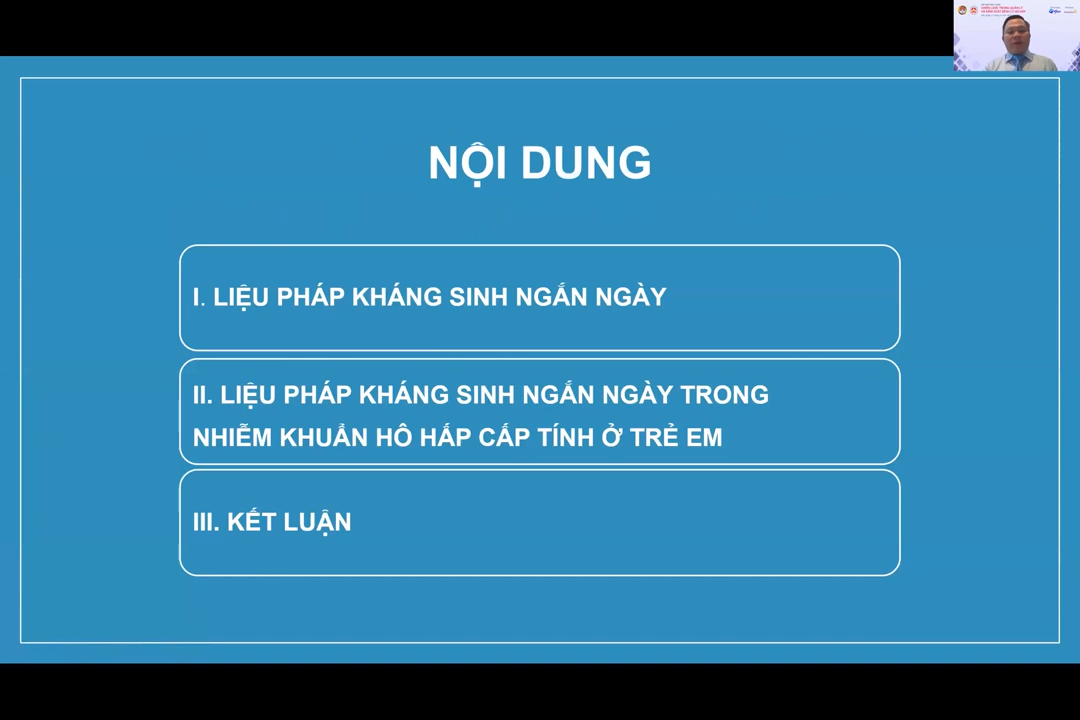 NỘI DUNG
I. LIỆU PHÁP KHÁNG SINH NGẮN NGÀY
II. LIỆU PHÁP KHÁNG SINH NGẮN NGÀY TRONG
NHIỄM KHUẨN HÔ HẤP CẤP TÍNH Ở TRẺ EM
III. KẾT LUẬN